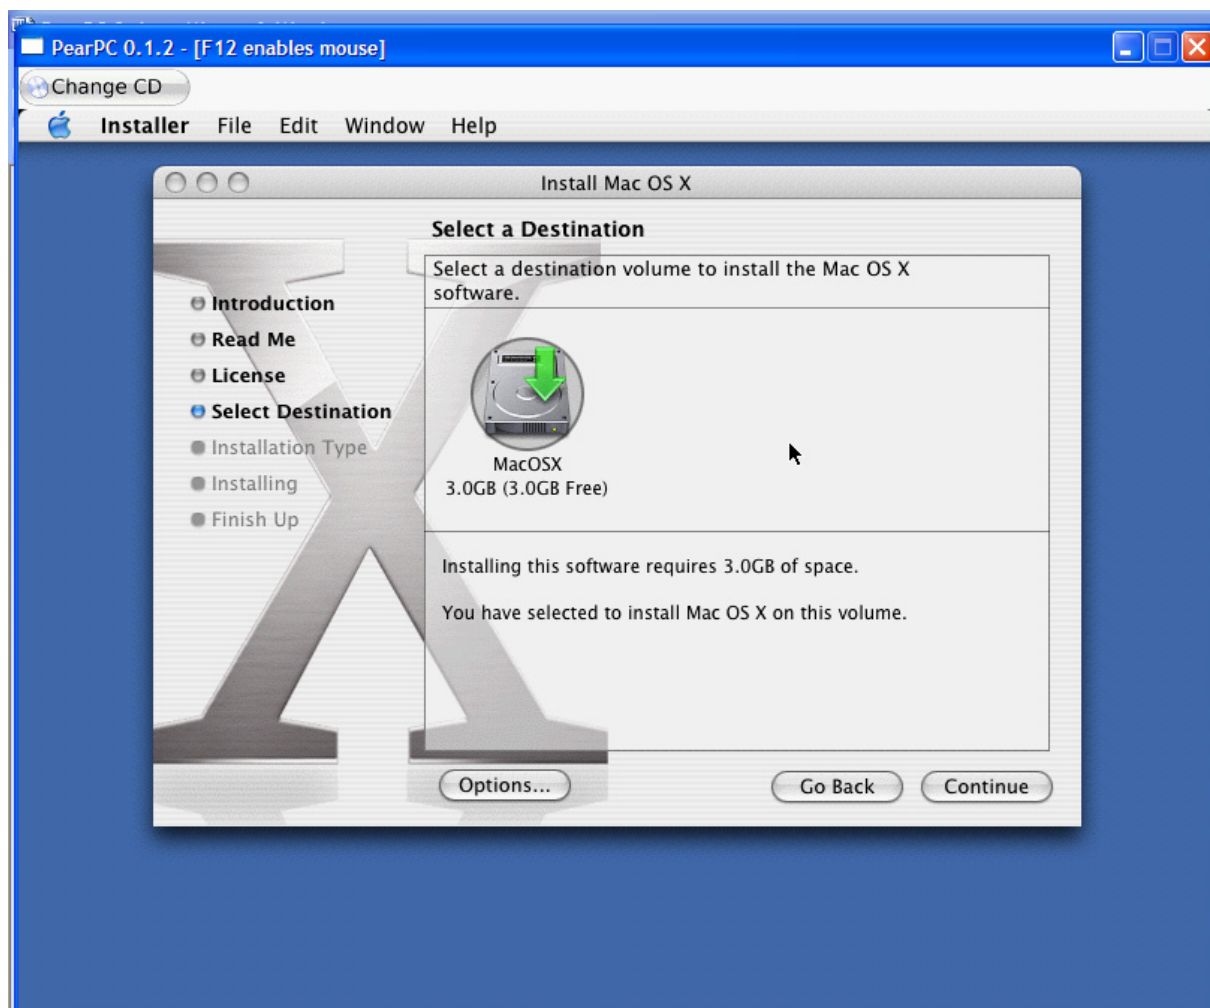 PearPC 0.1.2 - [F12 enables mouse]
Change CD
Installer File Edit Window Help
Install Mac OS X
Select a Destination
Select a destination volume to install the Mac OS X
software.
Introduction
Read Me
License
Select Destination
Installation Type
Installing
Finish Up
MacOSX
3.0GB (3.0GB Free)
Installing this software requires 3.0GB of space.
You have selected to install Mac OS X on this volume.
Options...
Go Back
Continue